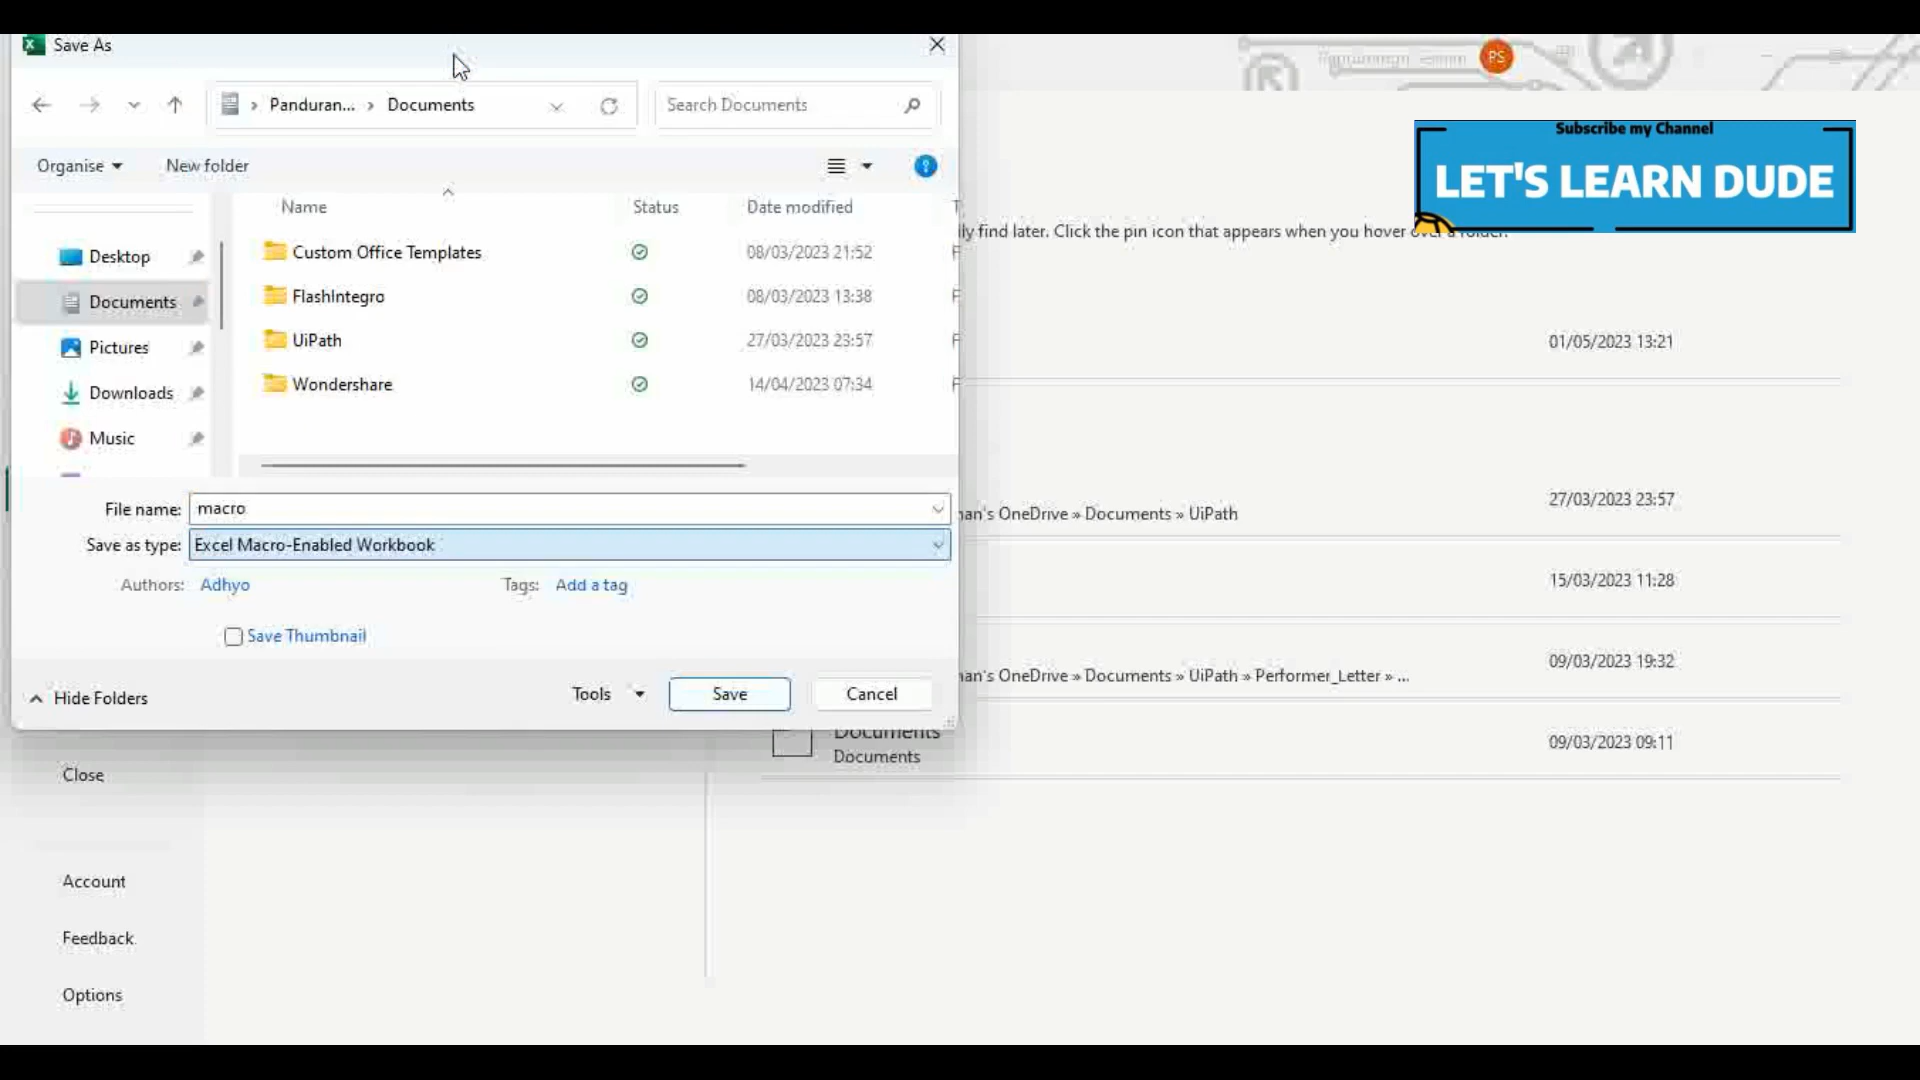 Save As
Panduran... › Documents
Search Documents
Organise
New folder
Name
Status
Date modified
Custom Office Templates
08/03/2023 21:52
FlashIntegro
08/03/2023 13:38
UiPath
27/03/2023 23:57
Wondershare
14/04/2023 07:34
Desktop
Documents
Pictures
Downloads
Music
File name: macro
Save as type: Excel Macro-Enabled Workbook
Authors: Adhyo
Tags: Add a tag
Save Thumbnail
Hide Folders
Tools
Save
Cancel
Close
Account
Feedback
Options
PS
Subscribe my Channel
LET'S LEARN DUDE
find later. Click the pin icon that appears when you hover over a folder.
01/05/2023 13:21
OneDrive » Documents » UiPath
27/03/2023 23:57
15/03/2023 11:28
OneDrive » Documents » UiPath » Performer_Letter » ...
09/03/2023 19:32
Documents
Documents
09/03/2023 09:11